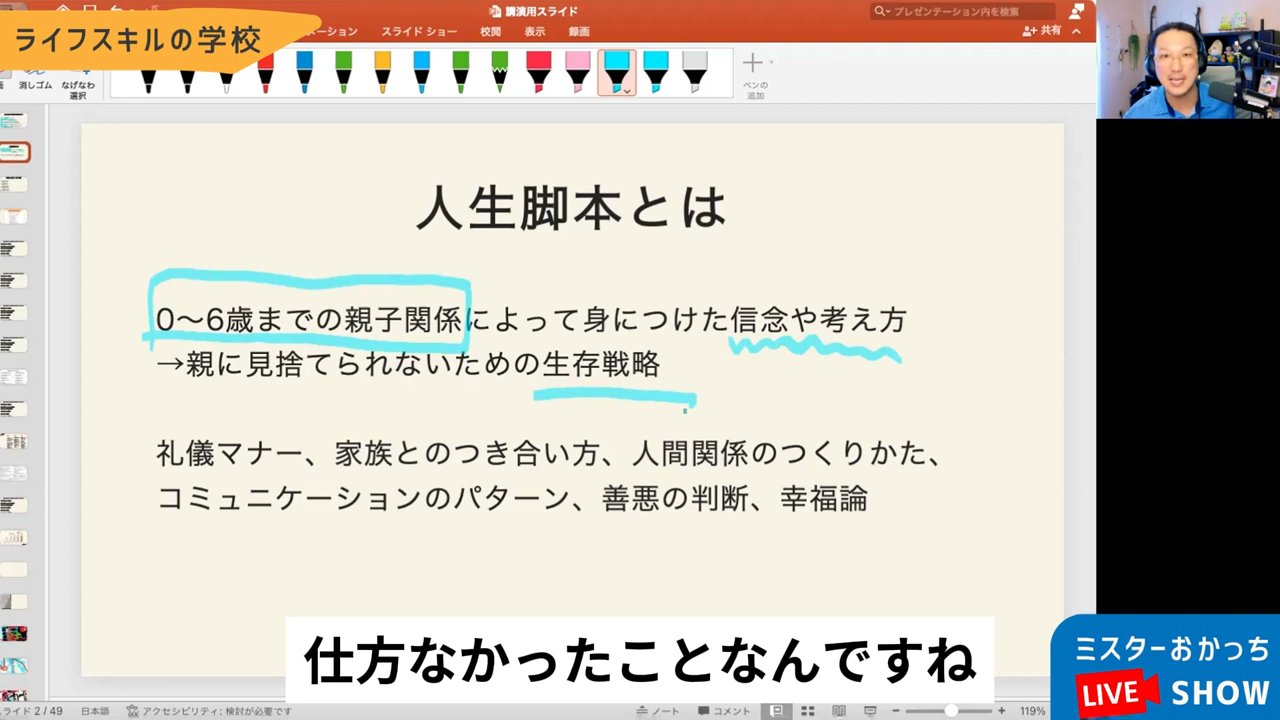 ライフスキルの学校
講演用スライド
プレゼンテーション内を検索
スライド ショー
校閲
表示
録画
共有
消しゴム
なげなわ
選択
ペンの
追加
人生脚本とは
0〜6歳までの親子関係によって身につけた信念や考え方
→親に見捨てられないための生存戦略
礼儀マナー、家族とのつき合い方、人間関係のつくりかた、
コミュニケーションのパターン、善悪の判断、幸福論
仕方なかったことなんですね
ミスターおかっち
LIVE SHOW
スライド 2 / 49
日本語
アクセシビリティ: 検討が必要です
ノート
コメント
119%